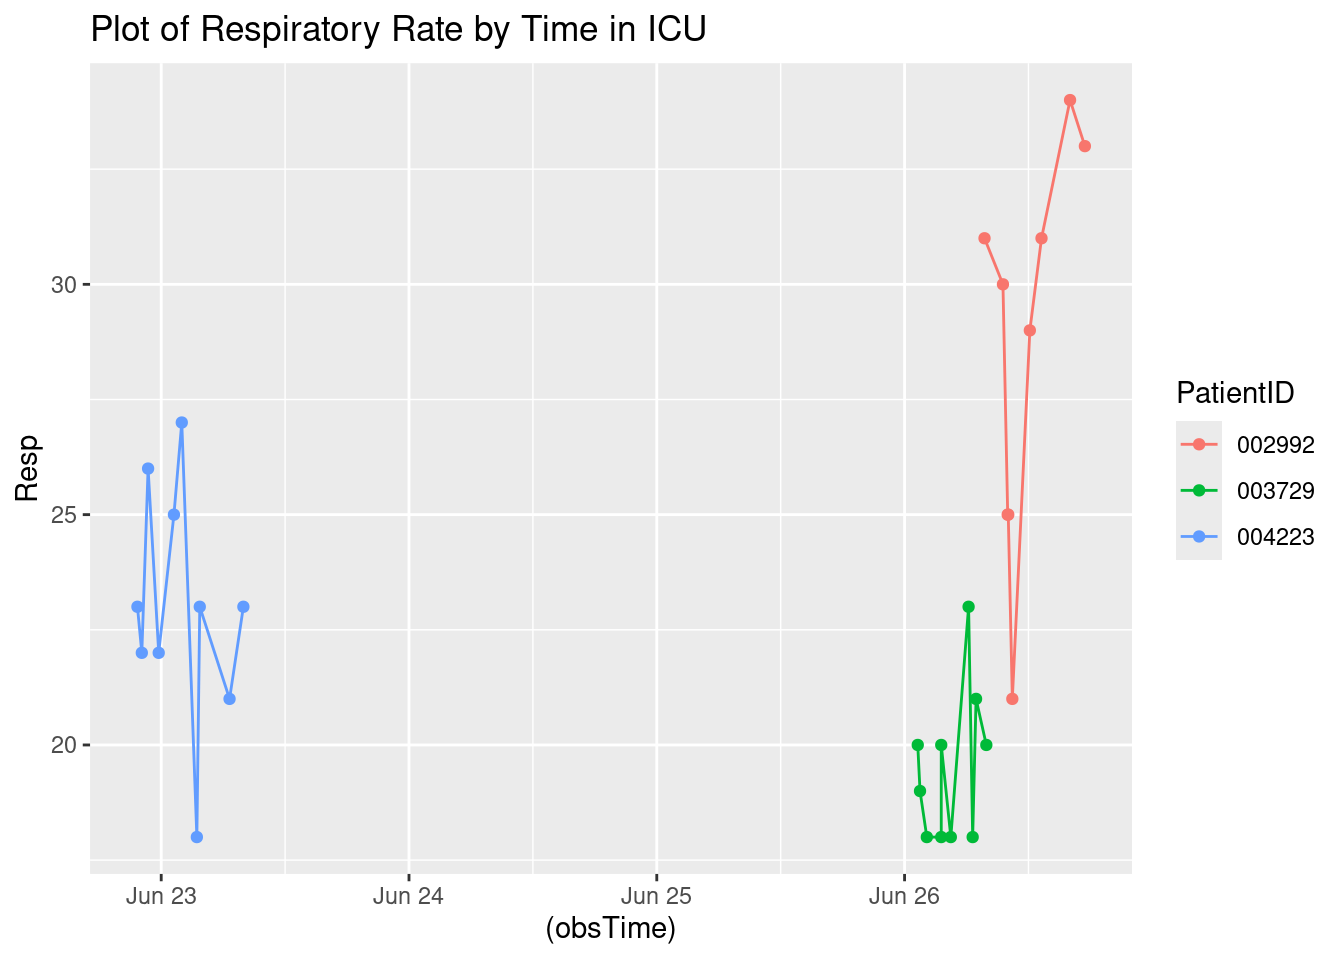 Plot of Respiratory Rate by Time in ICU
Resp
30
25
20
Jun 23
Jun 24
Jun 25
Jun 26
(obsTime)
PatientID
002992
003729
004223